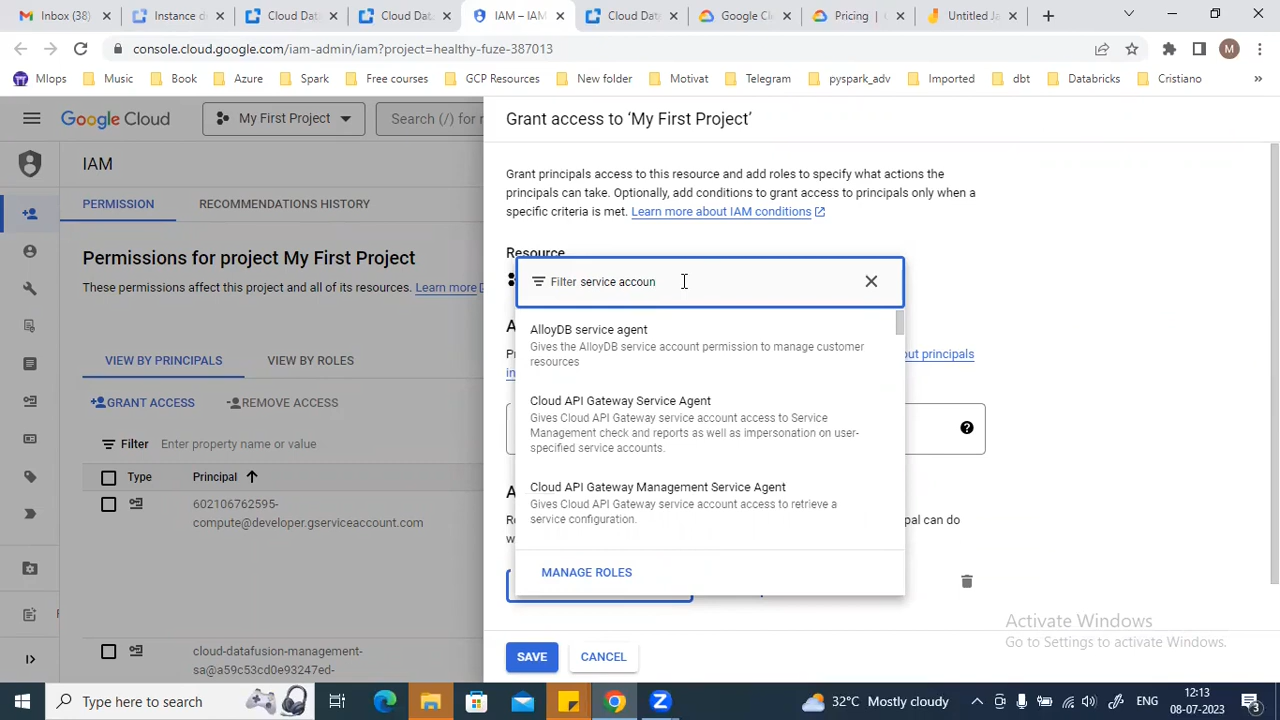 Inbox (38)
Instance d
Cloud Data
Cloud Data
IAM – IAM
Cloud Data
Google Clo
Pricing | 
Untitled Ja
console.cloud.google.com/iam-admin/iam?project=healthy-fuze-387013
M
Mlops
Music
Book
Azure
Spark
Free courses
GCP Resources
New folder
Motivat
Telegram
pyspark_adv
Imported
dbt
Databricks
Cristiano
»
Google Cloud
My First Project
Search (/) for r
IAM
PERMISSION
RECOMMENDATIONS HISTORY
Permissions for project My First Project
These permissions affect this project and all of its resources. Learn more
VIEW BY PRINCIPALS
VIEW BY ROLES
GRANT ACCESS
REMOVE ACCESS
Filter Enter property name or value
Type Principal
602106762595-
compute@developer.gserviceaccount.com
cloud-datafusion-management-
sa@a59c53cd0e93247ed-
Grant access to ‘My First Project’
Grant principals access to this resource and add roles to specify what actions the
principals can take. Optionally, add conditions to grant access to principals only when a
specific criteria is met. Learn more about IAM conditions
Resource
Filter service accoun
AlloyDB service agent
Gives the AlloyDB service account permission to manage customer
resources
Cloud API Gateway Service Agent
Gives Cloud API Gateway service account access to Service
Management check and reports as well as impersonation on user-
specified service accounts.
Cloud API Gateway Management Service Agent
Gives Cloud API Gateway service account access to retrieve a
service configuration.
MANAGE ROLES
out principals
pal can do
SAVE
CANCEL
Activate Windows
Go to Settings to activate Windows.
Type here to search
32°C Mostly cloudy
ENG
12:13
08-07-2023
3